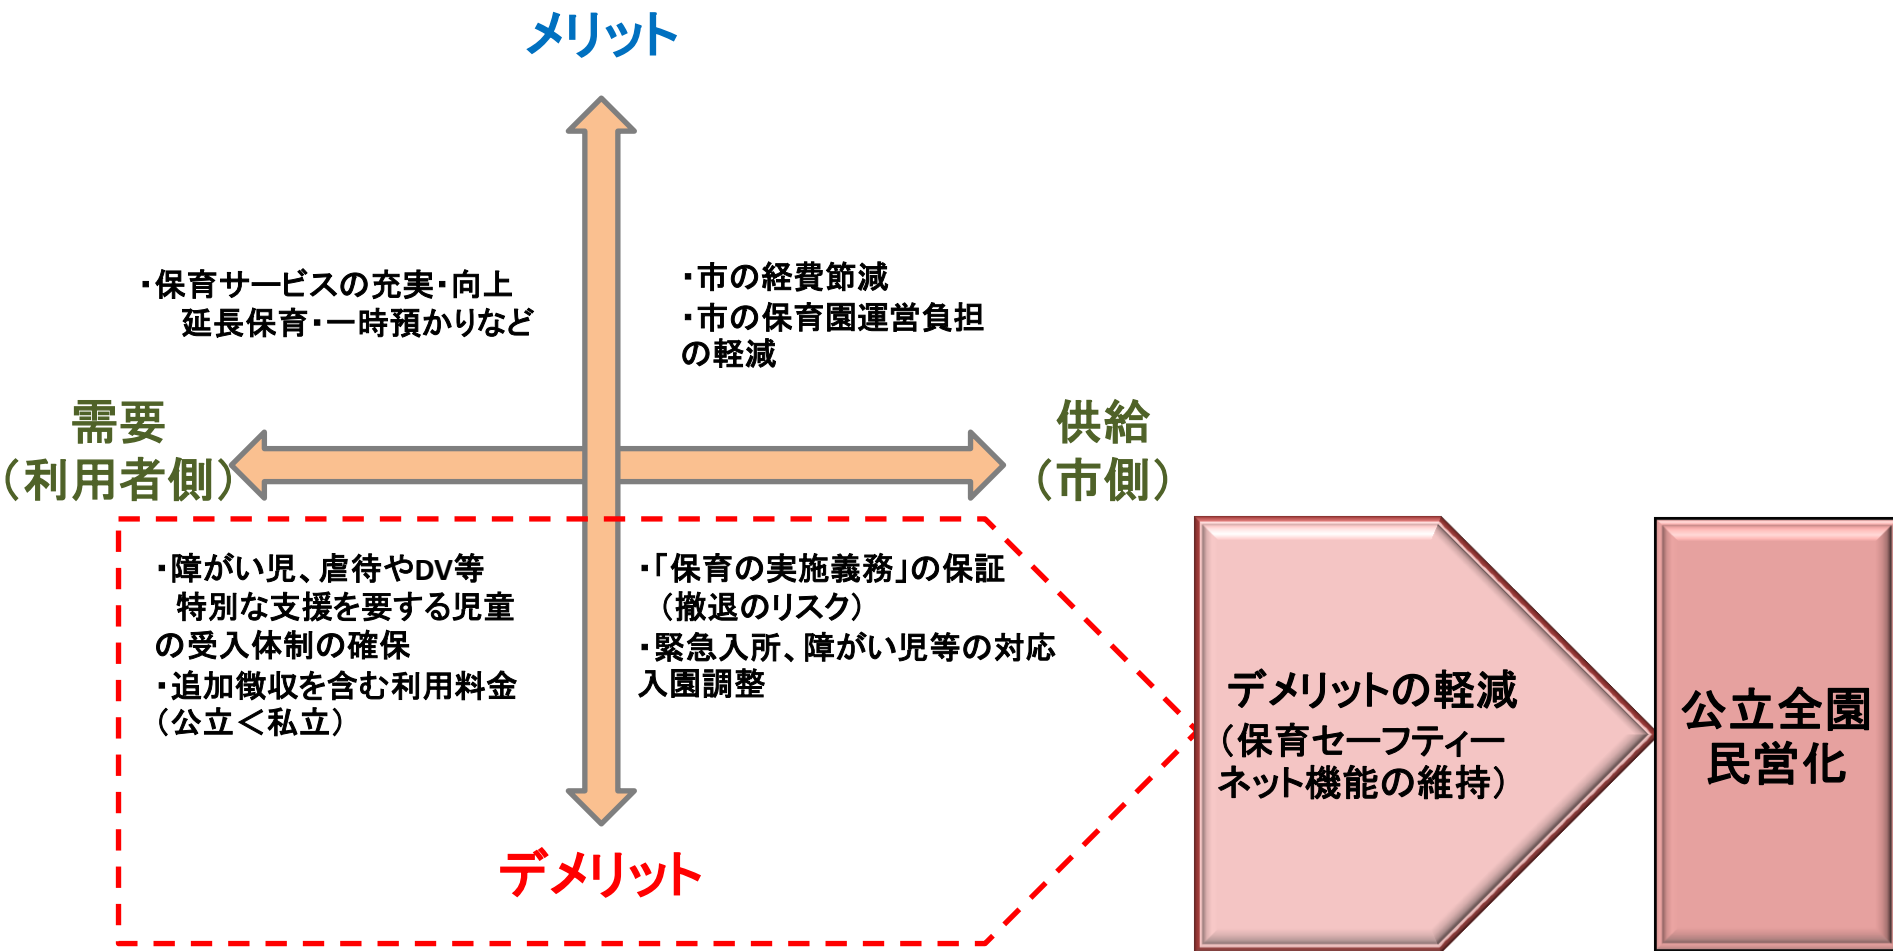 メリット
・保育サービスの充実・向上
延長保育・一時預かりなど
・市の経費節減
・市の保育園運営負担
の軽減
需要
（利用者側）
供給
（市側）
・障がい児、虐待やDV等
特別な支援を要する児童
の受入体制の確保
・追加徴収を含む利用料金
（公立＜私立）
・「保育の実施義務」の保証
（撤退のリスク）
・緊急入所、障がい児等の対応
入園調整
デメリット
デメリットの軽減
（保育セーフティー
ネット機能の維持）
公立全園
民営化